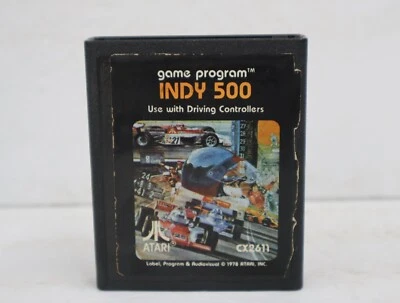 game program™
INDY 500
Use with Driving Controllers
ATARI®
CX2611
Label, Program & Audiovisual © 1978 ATARI, INC.